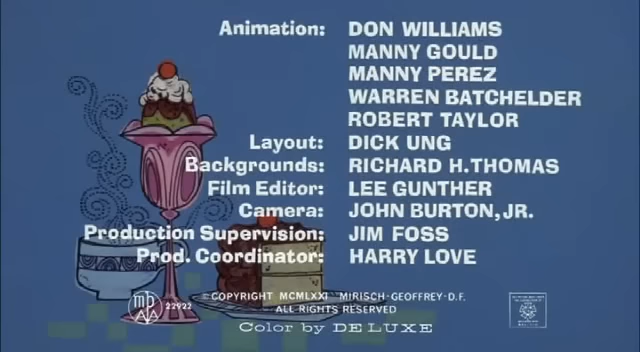 Animation: DON WILLIAMS
MANNY GOULD
MANNY PEREZ
WARREN BATCHELDER
ROBERT TAYLOR
Layout: DICK UNG
Backgrounds: RICHARD H. THOMAS
Film Editor: LEE GUNTHER
Camera: JOHN BURTON, JR.
Production Supervision: JIM FOSS
Prod. Coordinator: HARRY LOVE
22922
© COPYRIGHT MCMLXXI MIRISCH-GEOFFREY-D.F.
ALL RIGHTS RESERVED
Color by DE LUXE